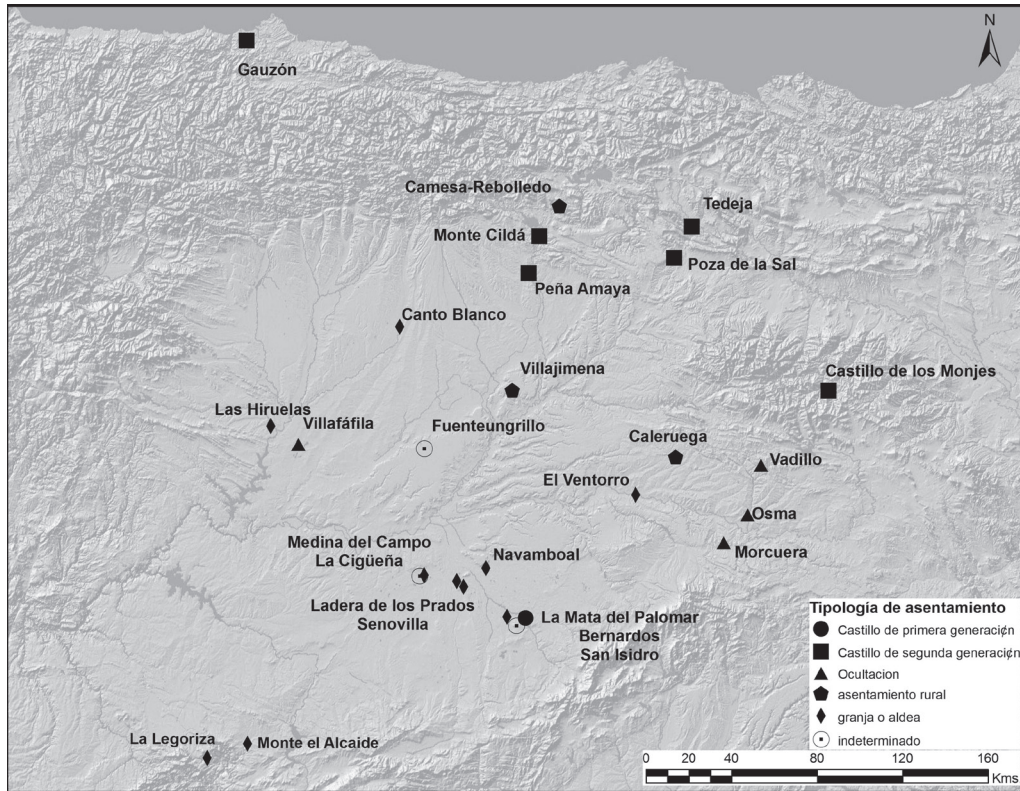 N
Gauzón
Camesa-Rebolledo
Tedeja
Monte Cildá
Poza de la Sal
Peña Amaya
Canto Blanco
Villajimena
Castillo de los Monjes
Las Hiruelas
Villafáfila
Fuenteungrillo
Caleruega
Vadillo
El Ventorro
Osma
Morcuera
Medina del Campo
La Cigüeña
Navamboal
Ladera de los Prados
Senovilla
La Mata del Palomar
Bernardos
San Isidro
La Legoriza
Monte el Alcaide
Tipología de asentamiento
Castillo de primera generaci¢n
Castillo de segunda generaci¢n
Ocultacion
asentamiento rural
granja o aldea
indeterminado
0 20 40 80 120 160
Kms